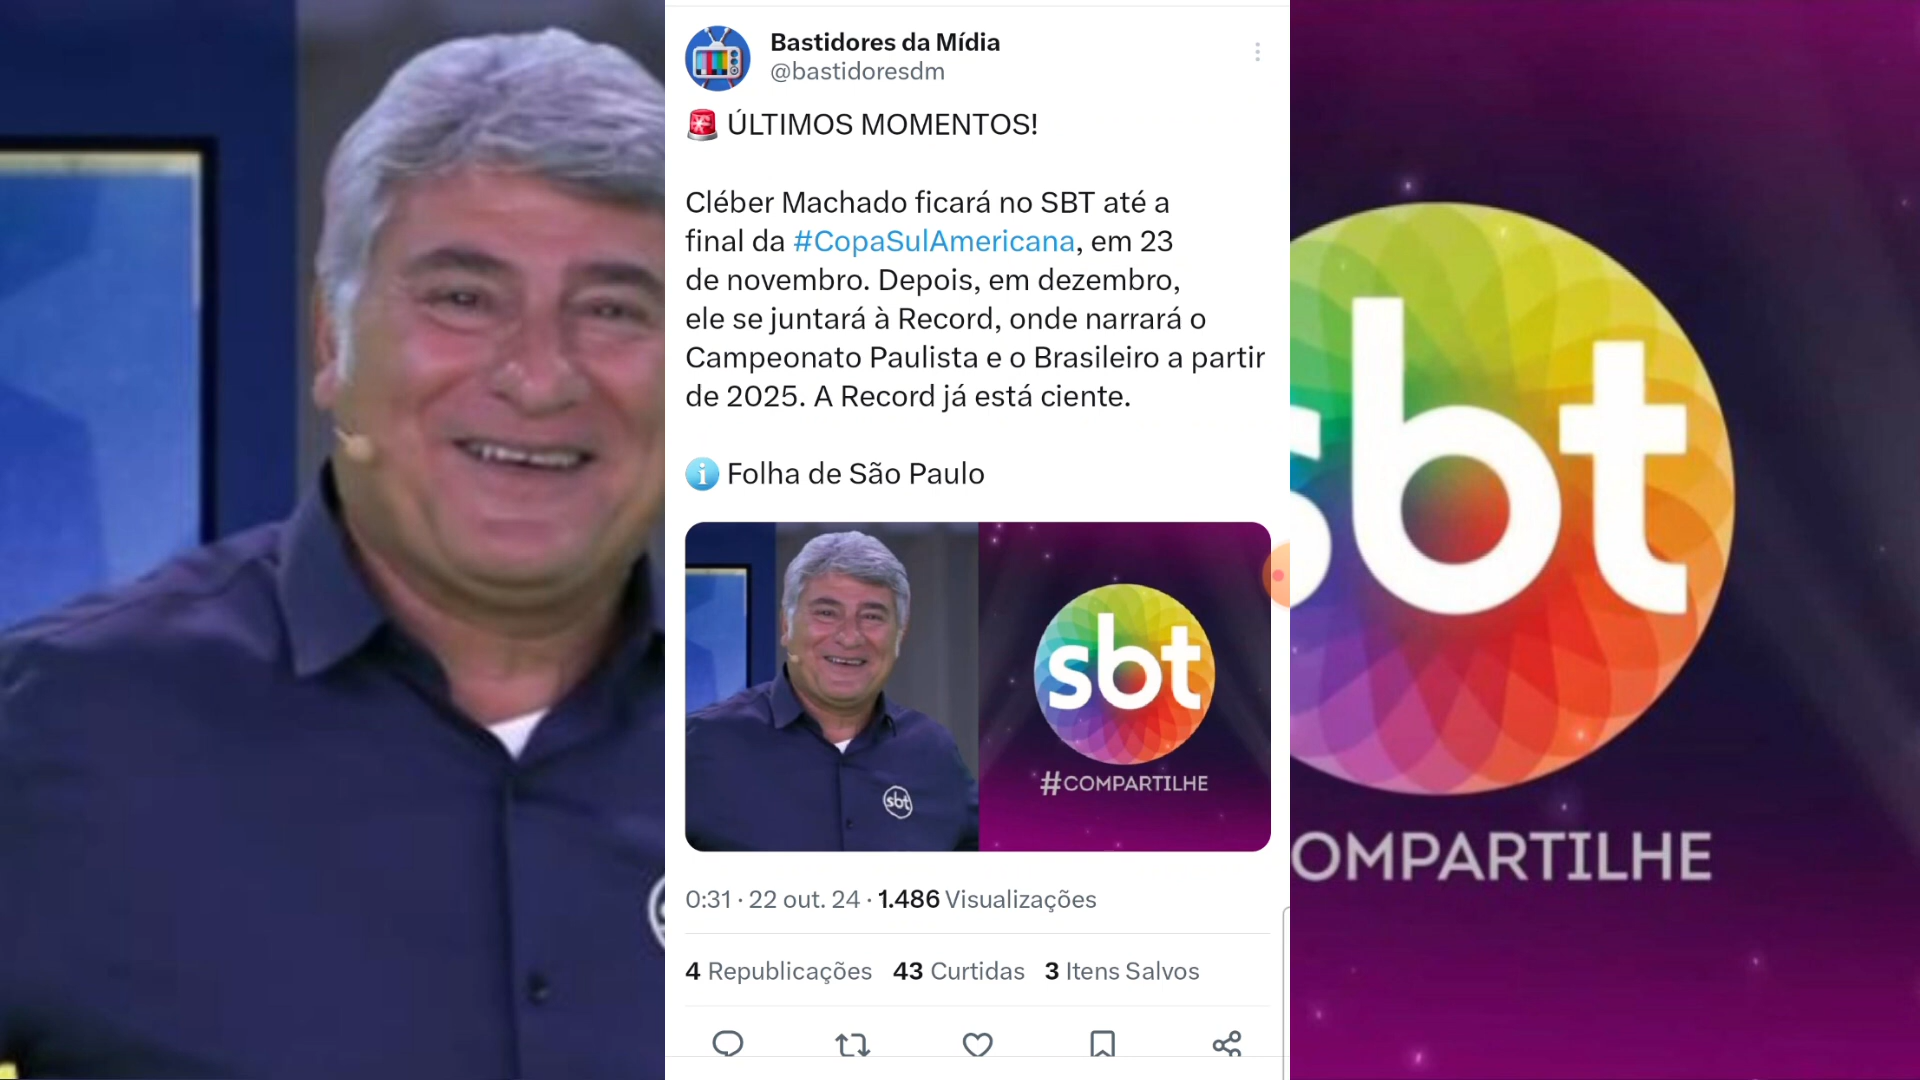 Bastidores da Mídia
@bastidoresdm
🚨 ÚLTIMOS MOMENTOS!
Cléber Machado ficará no SBT até a
final da #CopaSulAmericana, em 23
de novembro. Depois, em dezembro,
ele se juntará à Record, onde narrará o
Campeonato Paulista e o Brasileiro a partir
de 2025. A Record já está ciente.
ℹ️ Folha de São Paulo
sbt
#COMPARTILHE
sbt
0:31 · 22 out. 24 · 1.486 Visualizações
4 Republicações 43 Curtidas 3 Itens Salvos
sbt
OMPARTILHE